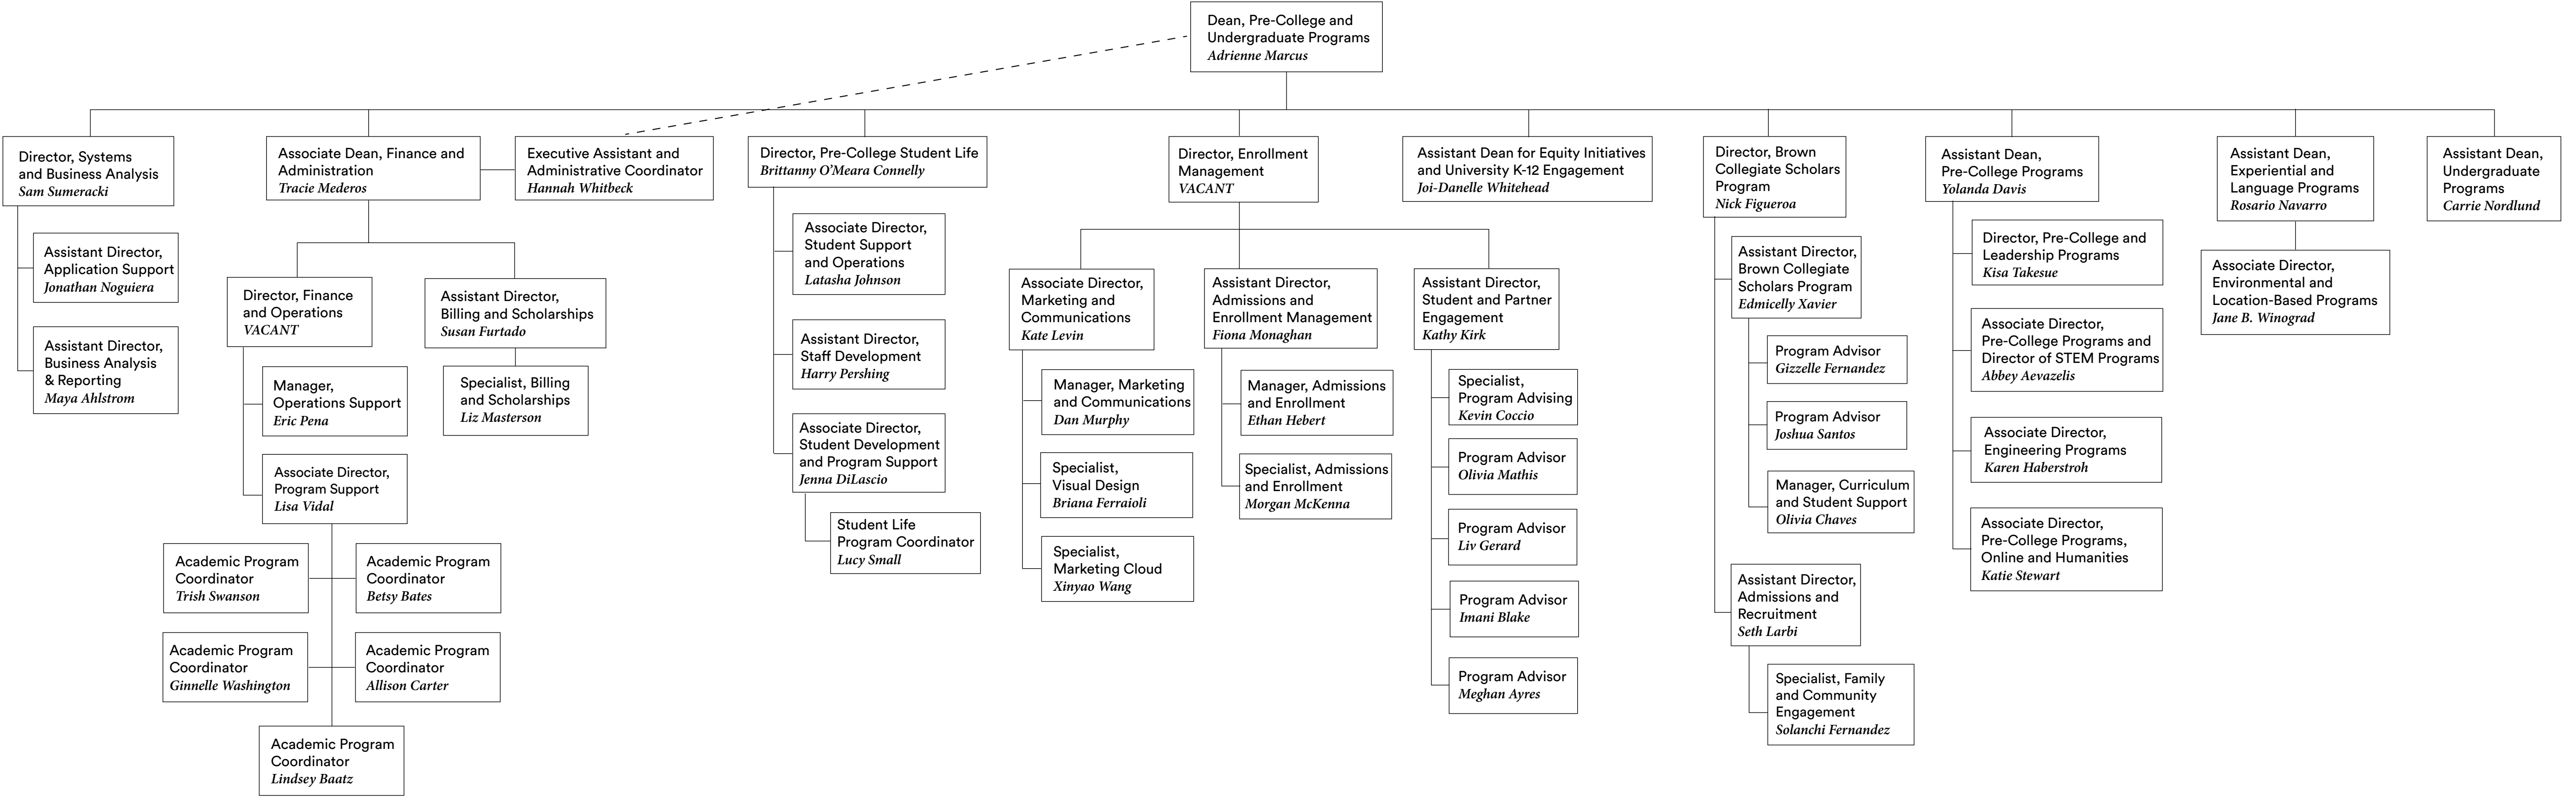 Dean, Pre-College and
Undergraduate Programs
Adrienne Marcus
Director, Systems
and Business Analysis
Sam Sumeracki
Assistant Director,
Application Support
Jonathan Noguiera
Assistant Director,
Business Analysis
& Reporting
Maya Ahlstrom
Associate Dean, Finance and
Administration
Tracie Mederos
Executive Assistant and
Administrative Coordinator
Hannah Whitbeck
Director, Finance
and Operations
VACANT
Manager,
Operations Support
Eric Pena
Associate Director,
Program Support
Lisa Vidal
Academic Program
Coordinator
Trish Swanson
Academic Program
Coordinator
Betsy Bates
Academic Program
Coordinator
Ginnelle Washington
Academic Program
Coordinator
Allison Carter
Academic Program
Coordinator
Lindsey Baatz
Assistant Director,
Billing and Scholarships
Susan Furtado
Specialist, Billing
and Scholarships
Liz Masterson
Director, Pre-College Student Life
Brittanny O'Meara Connelly
Associate Director,
Student Support
and Operations
Latasha Johnson
Assistant Director,
Staff Development
Harry Pershing
Associate Director,
Student Development
and Program Support
Jenna DiLascio
Student Life
Program Coordinator
Lucy Small
Director, Enrollment
Management
VACANT
Associate Director,
Marketing and
Communications
Kate Levin
Manager, Marketing
and Communications
Dan Murphy
Specialist,
Visual Design
Briana Ferraioli
Specialist,
Marketing Cloud
Xinyao Wang
Assistant Director,
Admissions and
Enrollment Management
Fiona Monaghan
Manager, Admissions
and Enrollment
Ethan Hebert
Specialist, Admissions
and Enrollment
Morgan McKenna
Assistant Director,
Student and Partner
Engagement
Kathy Kirk
Specialist,
Program Advising
Kevin Coccio
Program Advisor
Olivia Mathis
Program Advisor
Liv Gerard
Program Advisor
Imani Blake
Program Advisor
Meghan Ayres
Assistant Dean for Equity Initiatives
and University K-12 Engagement
Joi-Danelle Whitehead
Director, Brown
Collegiate Scholars
Program
Nick Figueroa
Assistant Director,
Brown Collegiate
Scholars Program
Edmicelly Xavier
Program Advisor
Gizzelle Fernandez
Program Advisor
Joshua Santos
Manager, Curriculum
and Student Support
Olivia Chaves
Assistant Director,
Admissions and
Recruitment
Seth Larbi
Specialist, Family
and Community
Engagement
Solanchi Fernandez
Assistant Dean,
Pre-College Programs
Yolanda Davis
Director, Pre-College and
Leadership Programs
Kisa Takesue
Associate Director,
Pre-College Programs and
Director of STEM Programs
Abbey Aevazelis
Associate Director,
Engineering Programs
Karen Haberstroh
Associate Director,
Pre-College Programs,
Online and Humanities
Katie Stewart
Assistant Dean,
Experiential and
Language Programs
Rosario Navarro
Associate Director,
Environmental and
Location-Based Programs
Jane B. Winograd
Assistant Dean,
Undergraduate
Programs
Carrie Nordlund